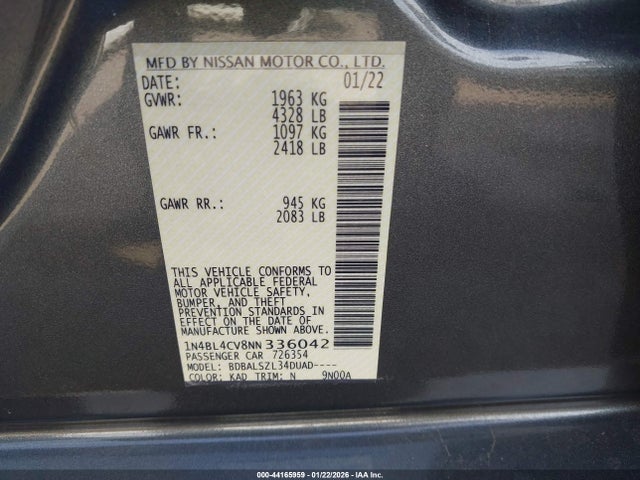 MFD BY NISSAN MOTOR CO., LTD.
DATE: 01/22
GVWR: 1963 KG
4328 LB
GAWR FR.: 1097 KG
2418 LB
GAWR RR.: 945 KG
2083 LB
THIS VEHICLE CONFORMS TO
ALL APPLICABLE FEDERAL
MOTOR VEHICLE SAFETY,
BUMPER, AND THEFT
PREVENTION STANDARDS IN
EFFECT ON THE DATE OF
MANUFACTURE SHOWN ABOVE.
1N4BL4CV8NN 336042
PASSENGER CAR 726354
MODEL: BDBALSZL34DUAD----
COLOR: KAD TRIM: N 9N00A
000-44165959 - 01/22/2026 - IAA Inc.